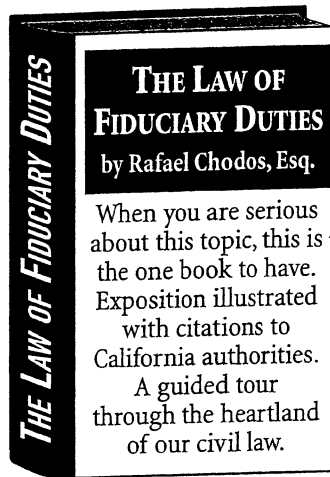 THE LAW OF FIDUCIARY DUTIES
THE LAW OF
FIDUCIARY DUTIES
by Rafael Chodos, Esq.
When you are serious
about this topic, this is
the one book to have.
Exposition illustrated
with citations to
California authorities.
A guided tour
through the heartland
of our civil law.